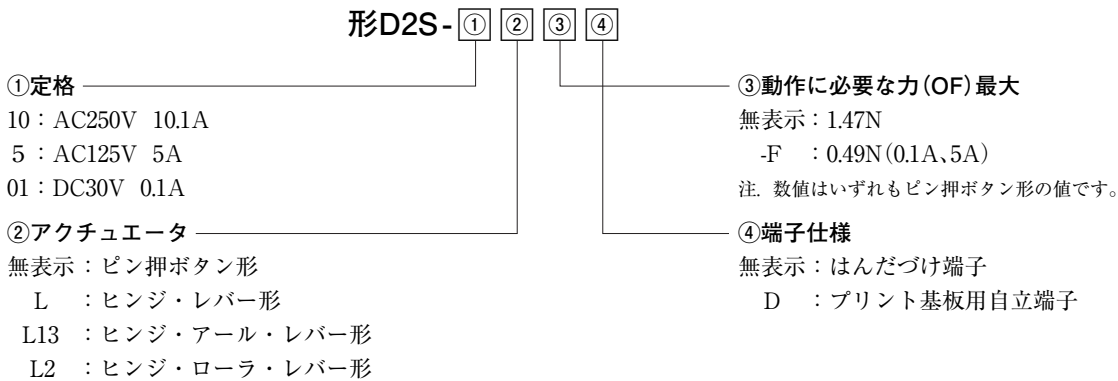 形D2S-① ② ③ ④
①定格
10：AC250V 10.1A
5：AC125V 5A
01：DC30V 0.1A
②アクチュエータ
無表示：ピン押ボタン形
L：ヒンジ・レバー形
L13：ヒンジ・アール・レバー形
L2：ヒンジ・ローラ・レバー形
③動作に必要な力(OF)最大
無表示：1.47N
-F：0.49N(0.1A、5A)
注. 数値はいずれもピン押ボタン形の値です。
④端子仕様
無表示：はんだづけ端子
D：プリント基板用自立端子